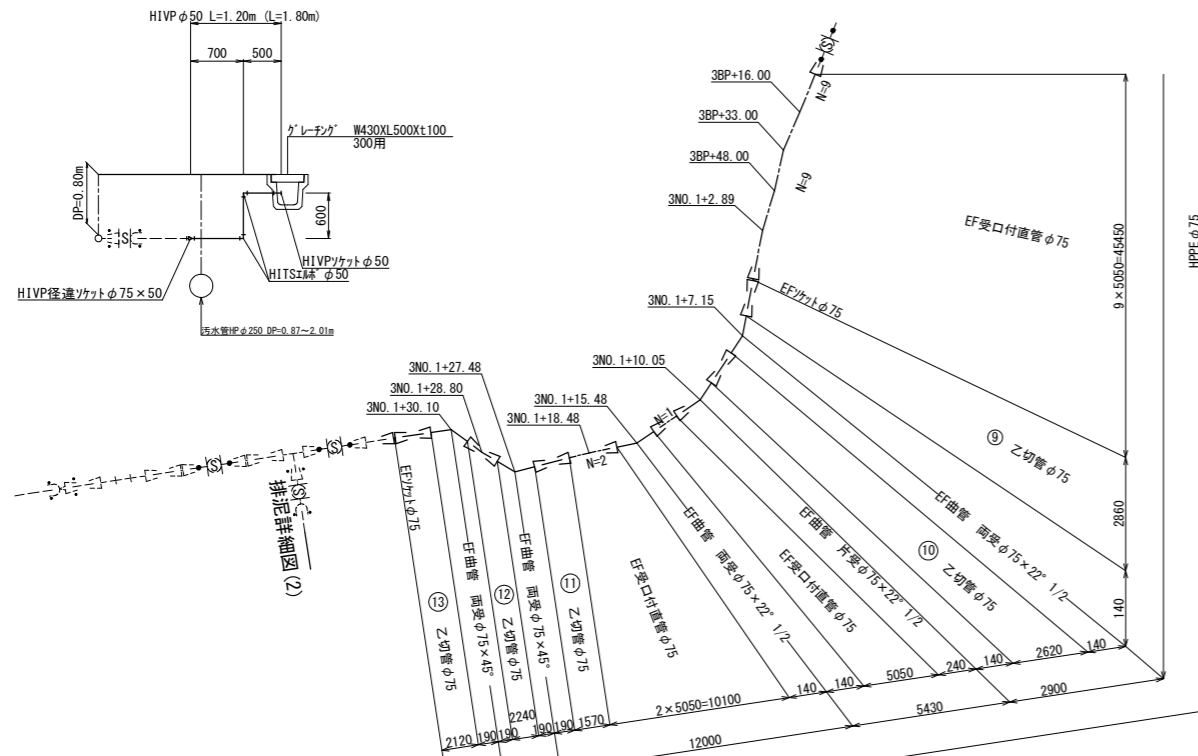 HIVPφ50 L=1.20m (L=1.80m)
700
500
グレーチング W430XL500Xt100
300用
DP=0.80m
S
600
HIVPソケットφ50
HITSエルボφ50
HIVP径違ソケットφ75×50
汚水管HPφ250 DP=0.87～2.01m
S
N=9
3BP+16.00
3BP+33.00
3BP+48.00
3NO.1+2.89
N=9
EF受口付直管φ75
9×5050=45450
HPPEφ75
EFソケットφ75
3NO.1+7.15
3NO.1+10.05
3NO.1+27.48
3NO.1+28.80
3NO.1+30.10
3NO.1+15.48
3NO.1+18.48
N=1
N=2
S
S
S
排泥詳細図(2)
EFソケットφ75
⑬ 乙切管φ75
EF曲管 両受φ75×45°
⑫ 乙切管φ75
EF曲管 両受φ75×45°
⑪ 乙切管φ75
EF受口付直管φ75
EF曲管 両受φ75×22° 1/2
EF受口付直管φ75
EF曲管 片受φ75×22° 1/2
⑩ 乙切管φ75
EF曲管 両受φ75×22° 1/2
⑨ 乙切管φ75
2860
140
2120
190
190
2240
190
190
1570
2×5050=10100
140
140
5050
240
140
2620
140
12000
5430
2900